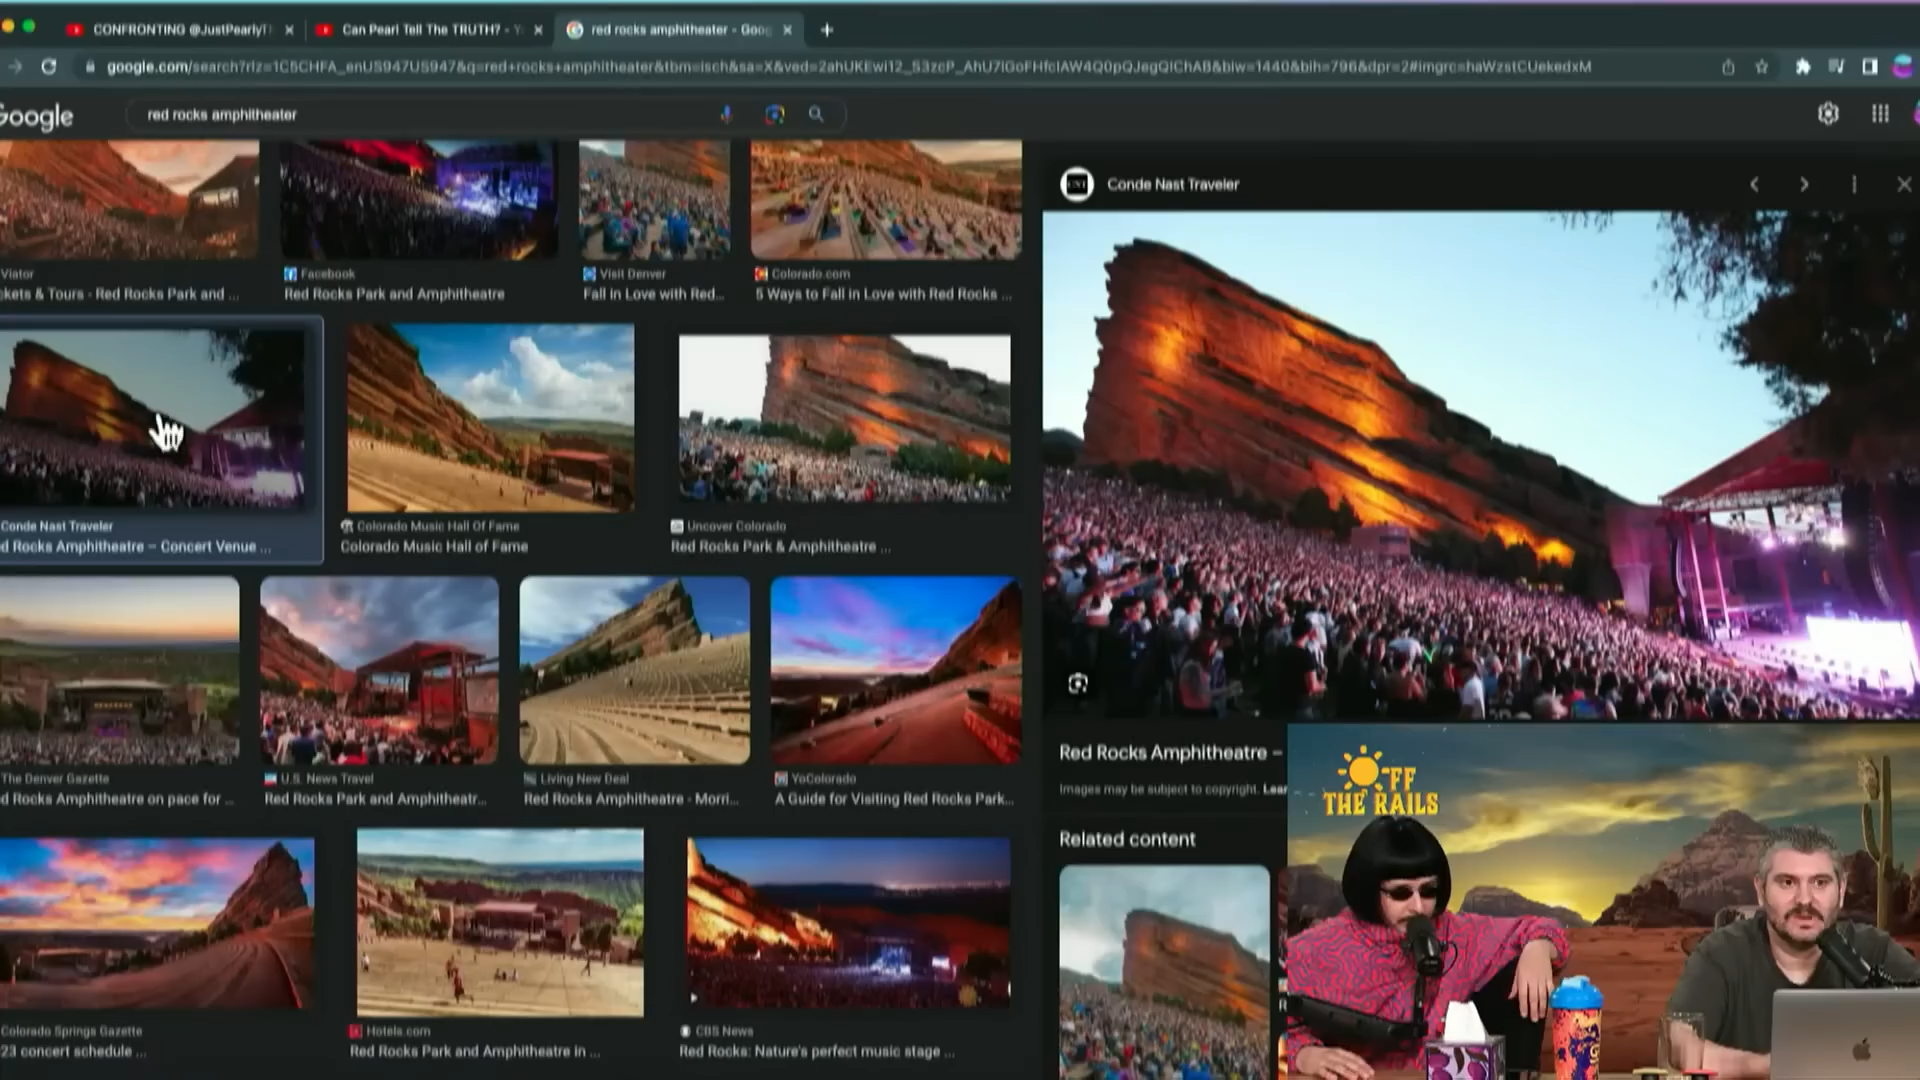 CONFRONTING @JustPearlyT
Can Pearl Tell The TRUTH? - Y
red rocks amphitheater - Goog
google.com/search?rlz=1C5CHFA_enUS947US947&q=red+rocks+amphitheater&tbm=isch&sa=X&ved=2ahUKEwi12_S3zcP_AhU7IGoFHfclAW4Q0pQJegQIChAB&biw=1440&bih=796&dpr=2#imgrc=haWzstCUekedxM
Google
red rocks amphitheater
Conde Nast Traveler
Viator
Facebook
Visit Denver
Colorado.com
ckets & Tours - Red Rocks Park and ...
Red Rocks Park and Amphitheatre
Fall in Love with Red...
5 Ways to Fall in Love with Red Rocks ...
Conde Nast Traveler
Colorado Music Hall Of Fame
Uncover Colorado
d Rocks Amphitheatre – Concert Venue ...
Colorado Music Hall of Fame
Red Rocks Park & Amphitheatre ...
The Denver Gazette
U.S. News Travel
Living New Deal
YoColorado
d Rocks Amphitheatre on pace for ...
Red Rocks Park and Amphitheatr...
Red Rocks Amphitheatre - Morri...
A Guide for Visiting Red Rocks Park...
Colorado Springs Gazette
Hotels.com
CBS News
23 concert schedule ...
Red Rocks Park and Amphitheatre in ...
Red Rocks: Nature's perfect music stage ...
Red Rocks Amphitheatre –
Images may be subject to copyright. Lear
Related content
OFF
THE RAILS